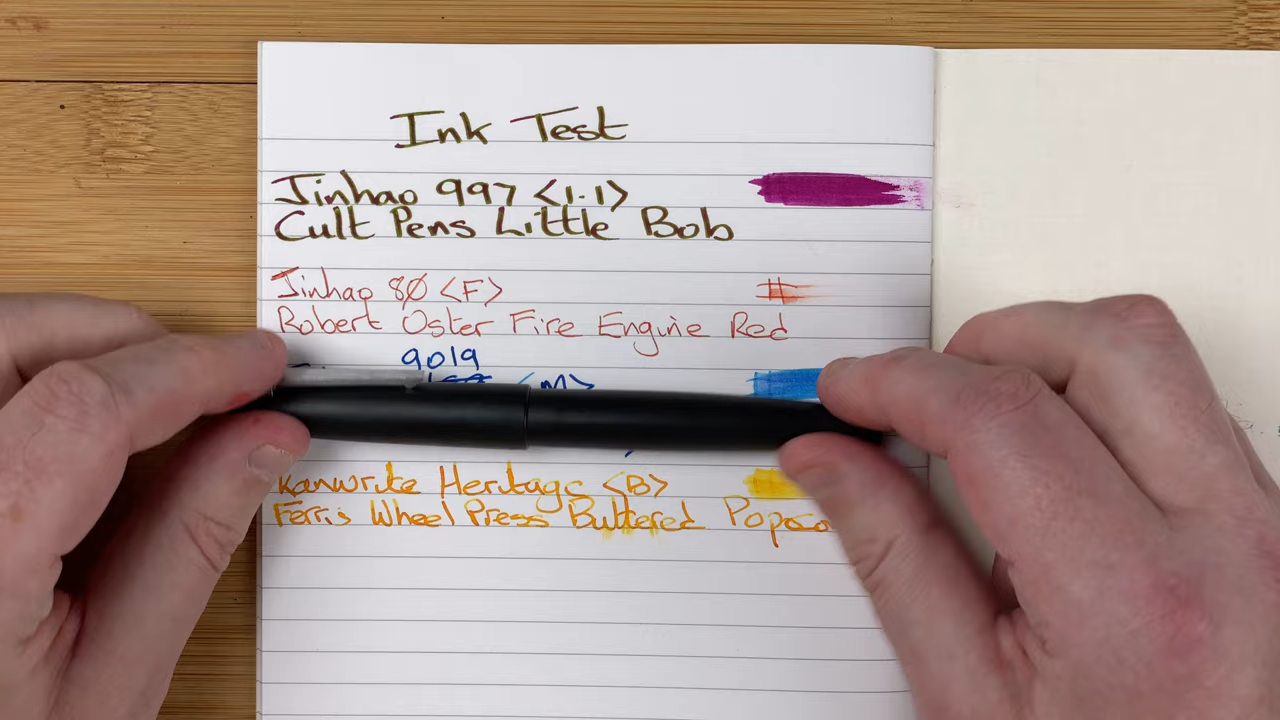 Ink Test
Jinhao 997 <1.1>
Cult Pens Little Bob
Jinhao 80 <F>
Robert Oster Fire Engine Red
9019
<M>
Kanwrite Heritage <B>
Ferris Wheel Press Buttered